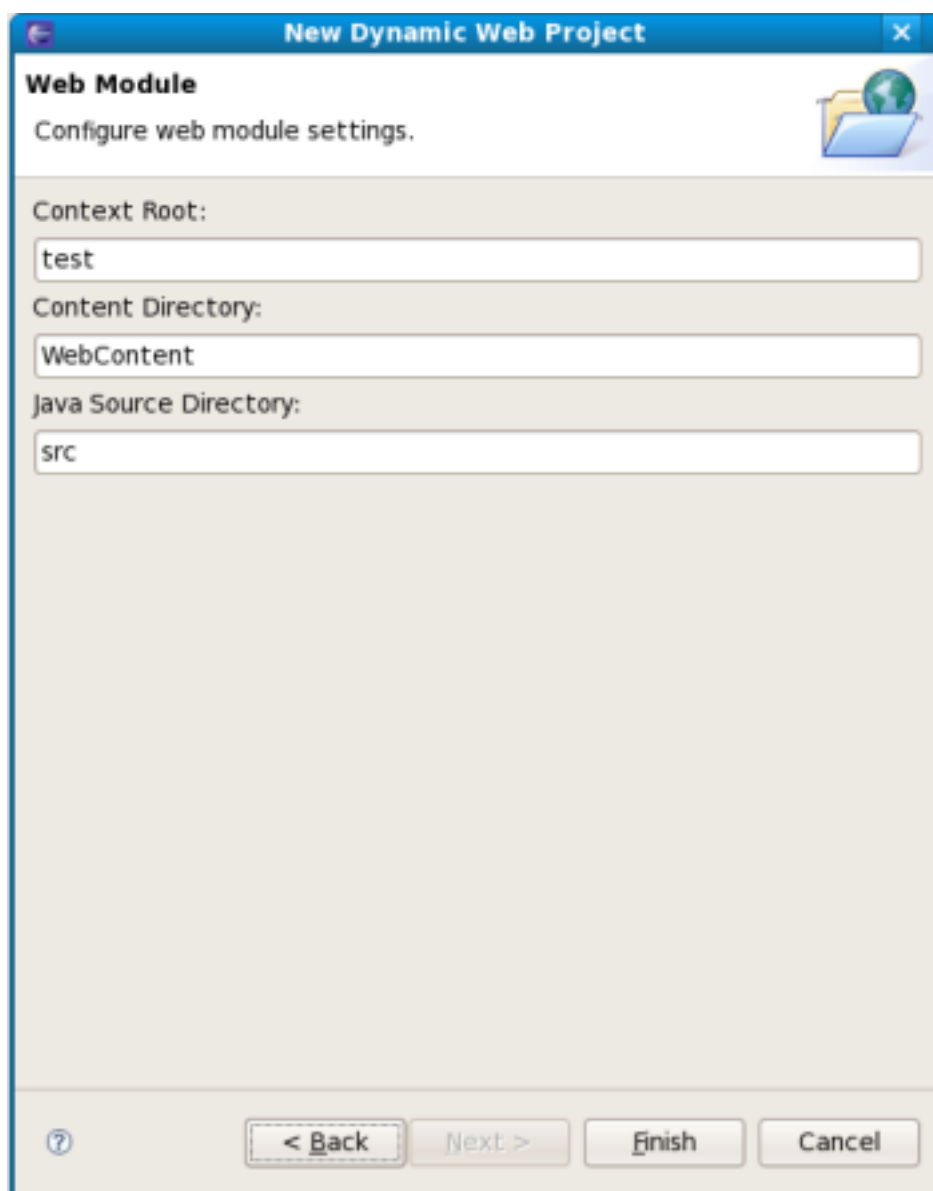 New Dynamic Web Project
Web Module
Configure web module settings.
Context Root:
test
Content Directory:
WebContent
Java Source Directory:
src
< Back Next > Finish Cancel